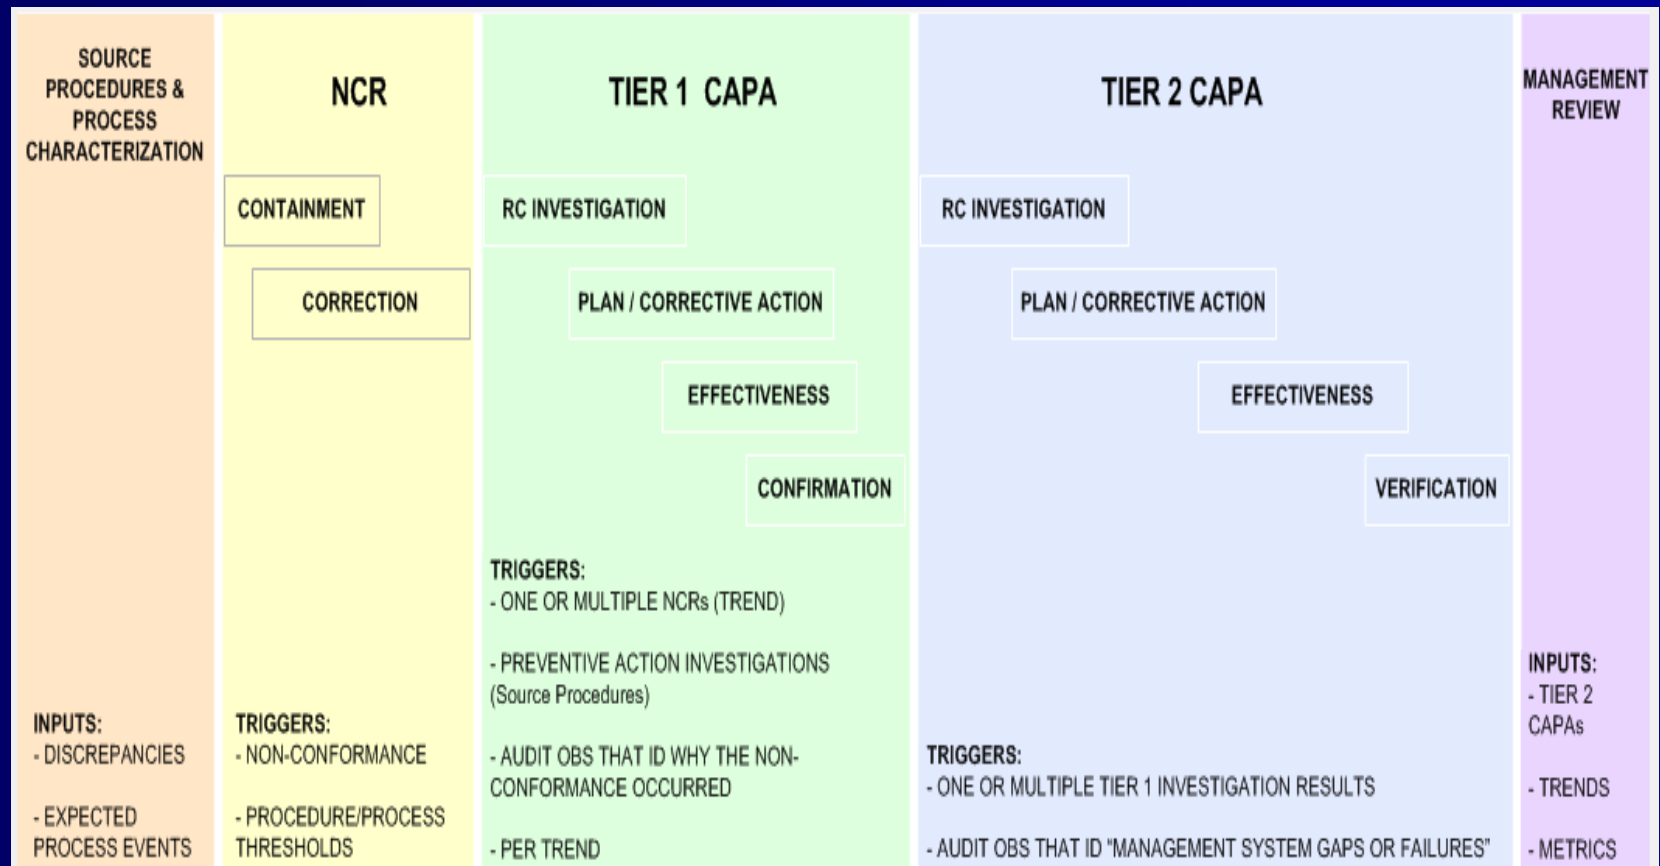 SOURCE
PROCEDURES &
PROCESS
CHARACTERIZATION
INPUTS:
- DISCREPANCIES
- EXPECTED
PROCESS EVENTS
NCR
CONTAINMENT
CORRECTION
TRIGGERS:
- NON-CONFORMANCE
- PROCEDURE/PROCESS
THRESHOLDS
TIER 1 CAPA
RC INVESTIGATION
PLAN / CORRECTIVE ACTION
EFFECTIVENESS
CONFIRMATION
TRIGGERS:
- ONE OR MULTIPLE NCRs (TREND)
- PREVENTIVE ACTION INVESTIGATIONS
(Source Procedures)
- AUDIT OBS THAT ID WHY THE NON-
CONFORMANCE OCCURRED
- PER TREND
TIER 2 CAPA
RC INVESTIGATION
PLAN / CORRECTIVE ACTION
EFFECTIVENESS
VERIFICATION
TRIGGERS:
- ONE OR MULTIPLE TIER 1 INVESTIGATION RESULTS
- AUDIT OBS THAT ID "MANAGEMENT SYSTEM GAPS OR FAILURES"
MANAGEMENT
REVIEW
INPUTS:
- TIER 2
CAPAs
- TRENDS
- METRICS